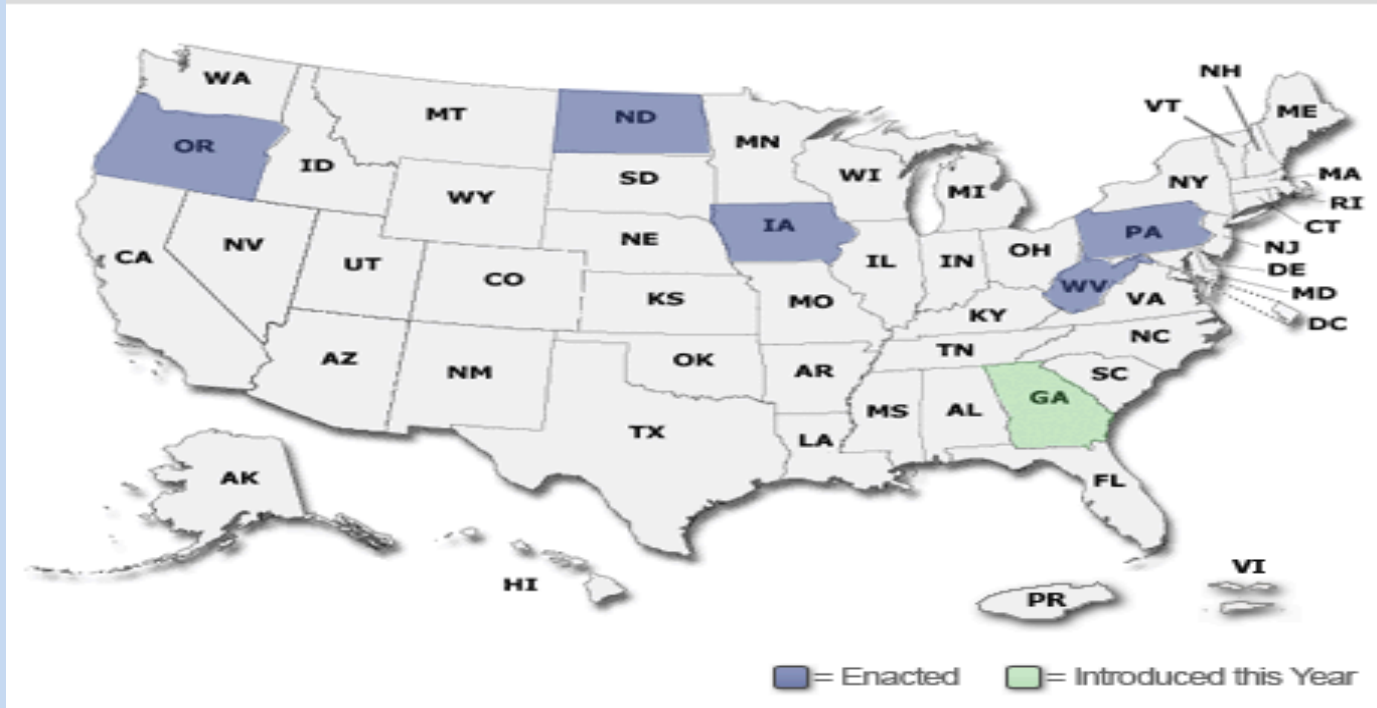 NH
WA
VT
ME
MT
ND
OR
MN
ID
WI
MA
SD
NY
MI
WY
RI
IA
CT
PA
NE
NV
NJ
OH
CA
UT
IL
IN
DE
CO
WV
MD
KS
MO
VA
KY
DC
NC
TN
AZ
OK
NM
AR
SC
GA
MS
AL
TX
LA
AK
FL
VI
HI
PR
= Enacted = Introduced this Year